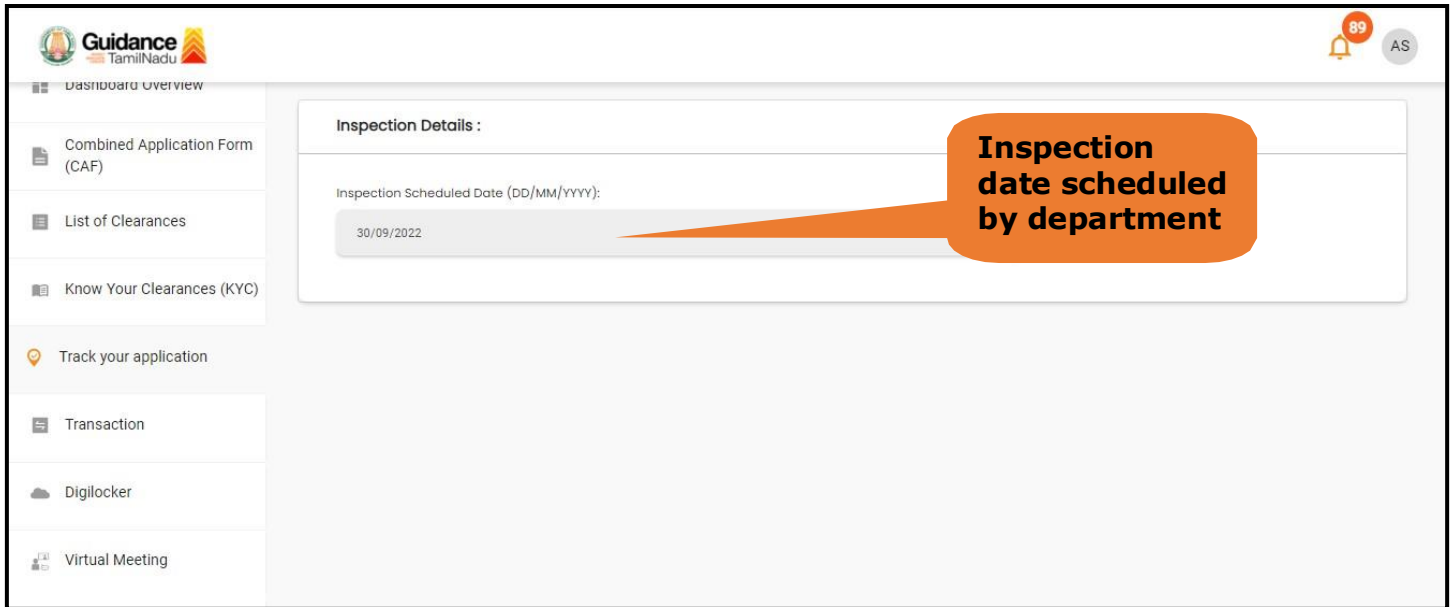 Guidance
TamilNadu
89
AS
Dashboard Overview
Combined Application Form
(CAF)
List of Clearances
Know Your Clearances (KYC)
Track your application
Transaction
Digilocker
Virtual Meeting
Inspection Details :
Inspection Scheduled Date (DD/MM/YYYY):
30/09/2022
Inspection
date scheduled
by department